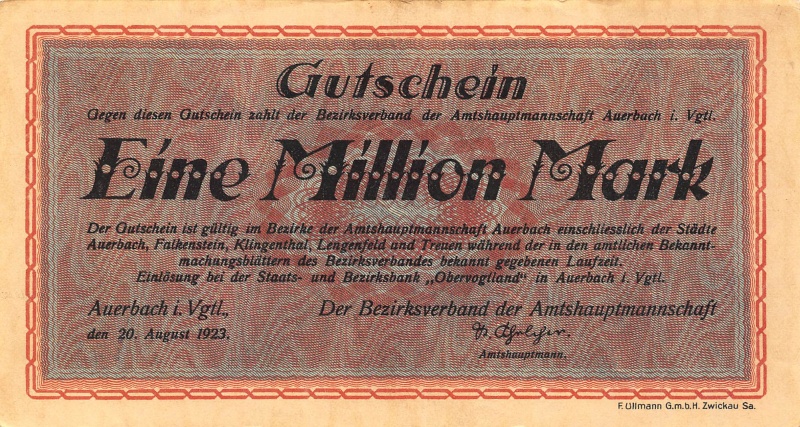 Gutschein
Gegen diesen Gutschein zahlt der Bezirksverband der Amtshauptmannschaft Auerbach i. Vgtl.
Eine Million Mark
Der Gutschein ist gültig im Bezirke der Amtshauptmannschaft Auerbach einschliesslich der Städte
Auerbach, Falkenstein, Klingenthal, Lengenfeld und Treuen während der in den amtlichen Bekannt-
machungsblättern des Bezirksverbandes bekannt gegebenen Laufzeit.
Einlösung bei der Staats- und Bezirksbank „Obervogtland" in Auerbach i. Vgtl.
Auerbach i. Vgtl., Der Bezirksverband der Amtshauptmannschaft
den 20. August 1923.
Amtshauptmann.
F. Ullmann G.m.b.H. Zwickau Sa.